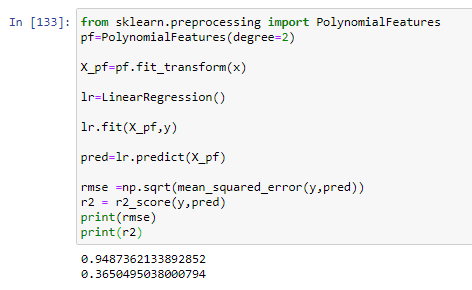 In [133]: from sklearn.preprocessing import PolynomialFeatures
pf=PolynomialFeatures(degree=2)
X_pf=pf.fit_transform(x)
lr=LinearRegression()
lr.fit(X_pf,y)
pred=lr.predict(X_pf)
rmse =np.sqrt(mean_squared_error(y,pred))
r2 = r2_score(y,pred)
print(rmse)
print(r2)
0.9487362133892852
0.3650495038000794